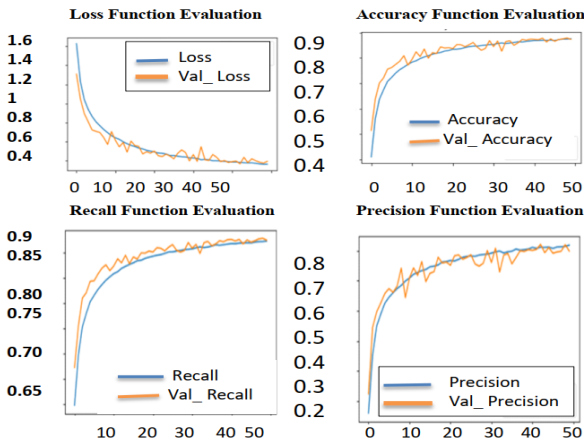 Loss Function Evaluation
1.6
1.4
1.2
1
0.8
0.6
0.4
Loss
Val_ Loss
0 10 20 30 40 50
Accuracy Function Evaluation
0.9
0.8
0.7
0.6
0.5
0.4
Accuracy
Val_ Accuracy
0 10 20 30 40 50
Recall Function Evaluation
0.9
0.85
0.80
0.75
0.70
0.65
Recall
Val_ Recall
10 20 30 40 50
Precision Function Evaluation
0.8
0.7
0.6
0.5
0.4
0.3
0.2
Precision
Val_ Precision
0 10 20 30 40 50